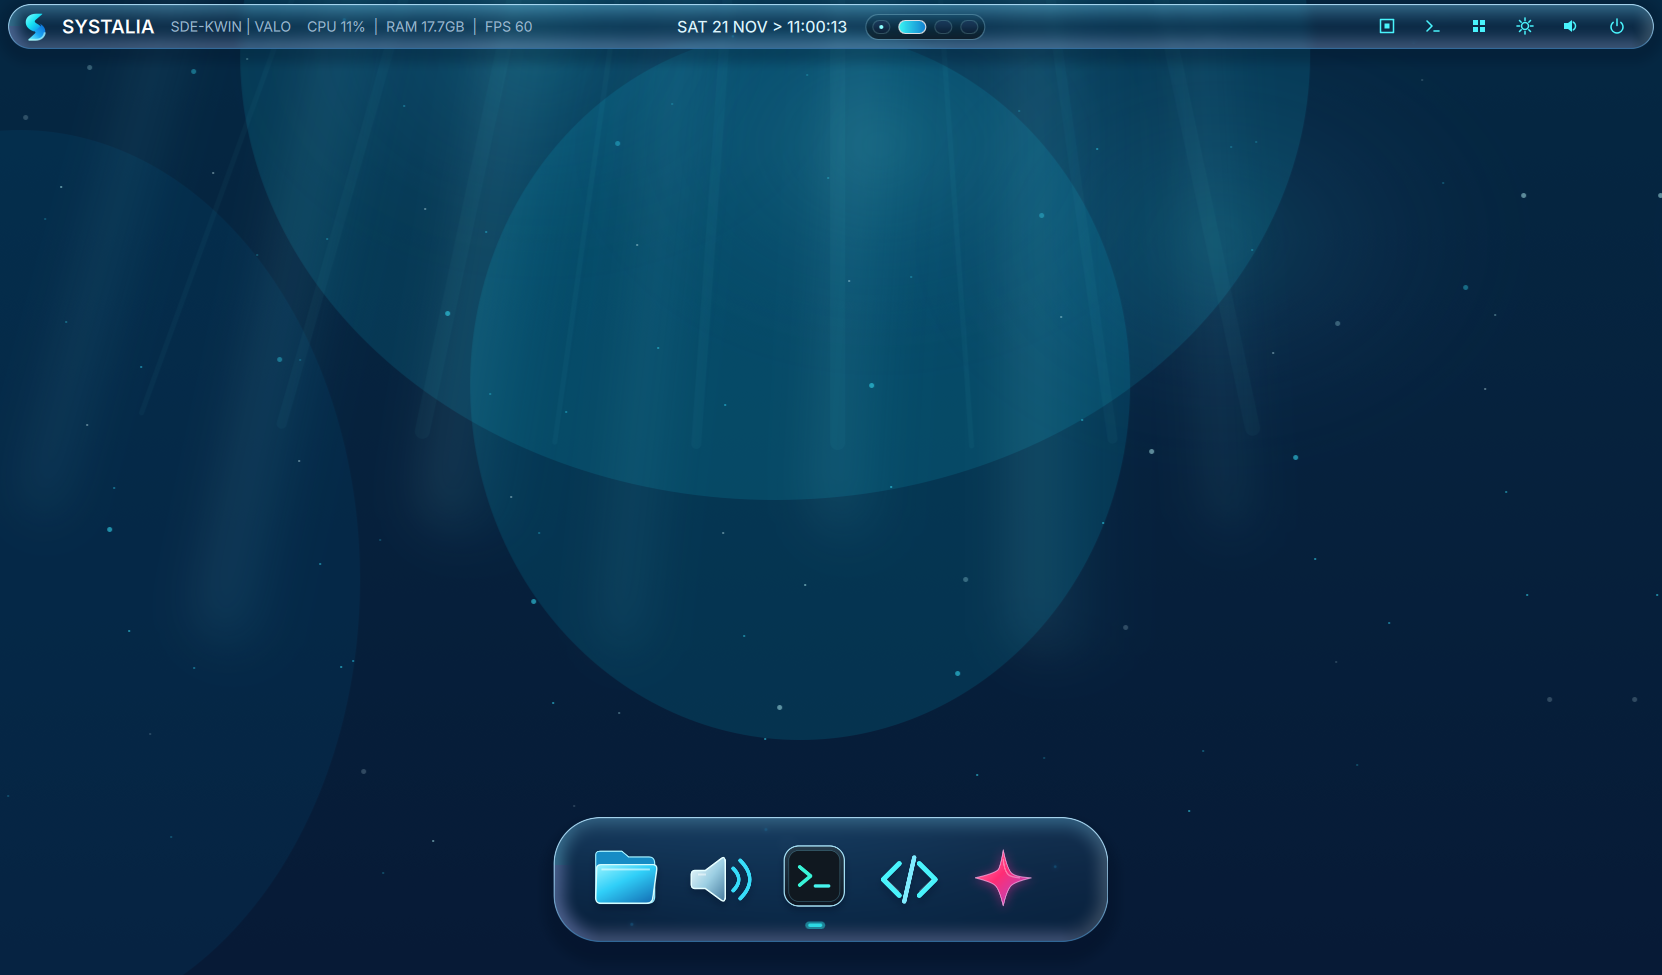 SYSTALIA SDE-KWIN | VALO CPU 11% | RAM 17.7GB | FPS 60 SAT 21 NOV > 11:00:13